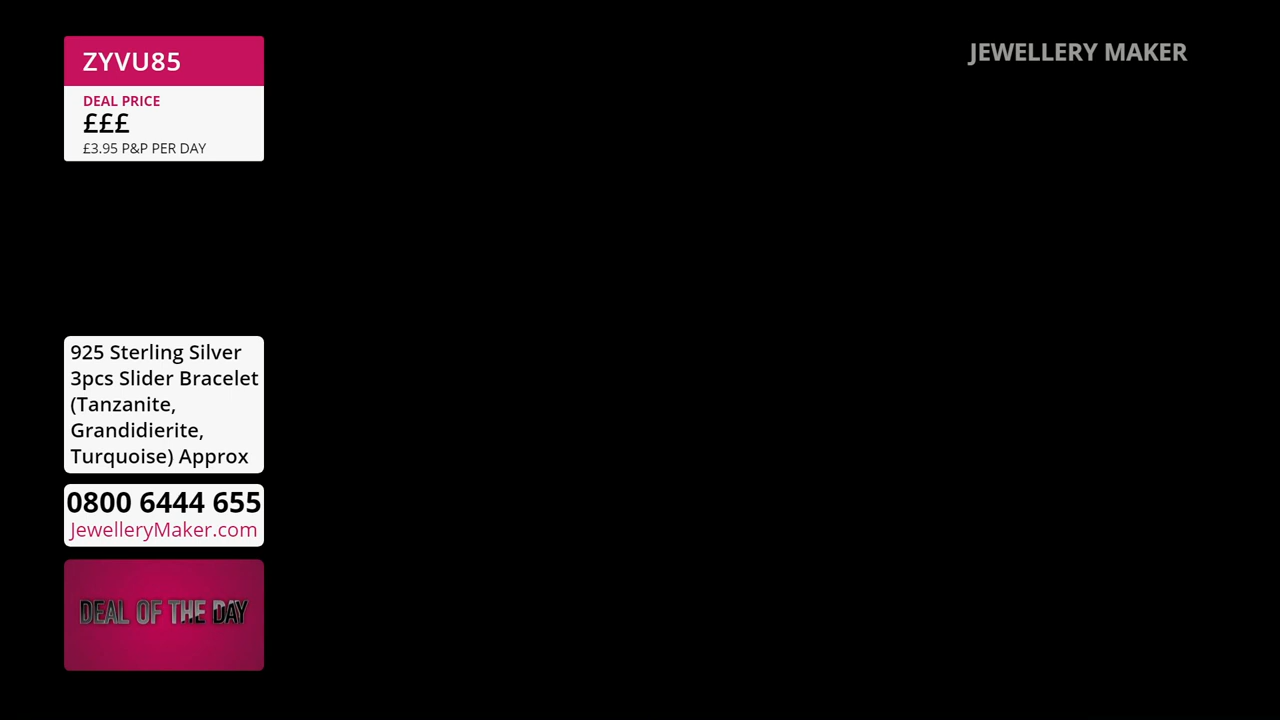 ZYVU85
DEAL PRICE
£££
£3.95 P&P PER DAY
JEWELLERY MAKER
925 Sterling Silver
3pcs Slider Bracelet
(Tanzanite,
Grandidierite,
Turquoise) Approx
0800 6444 655
JewelleryMaker.com
DEAL OF THE DAY